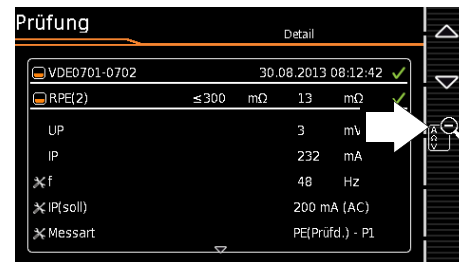 Prüfung
Detail
VDE0701-0702 30.08.2013 08:12:42
RPE(2) ≤300 mΩ 13 mΩ
UP 3 mV
IP 232 mA
f 48 Hz
IP(soll) 200 mA (AC)
Messart PE(Prüfd.) - P1
A
Ω
V